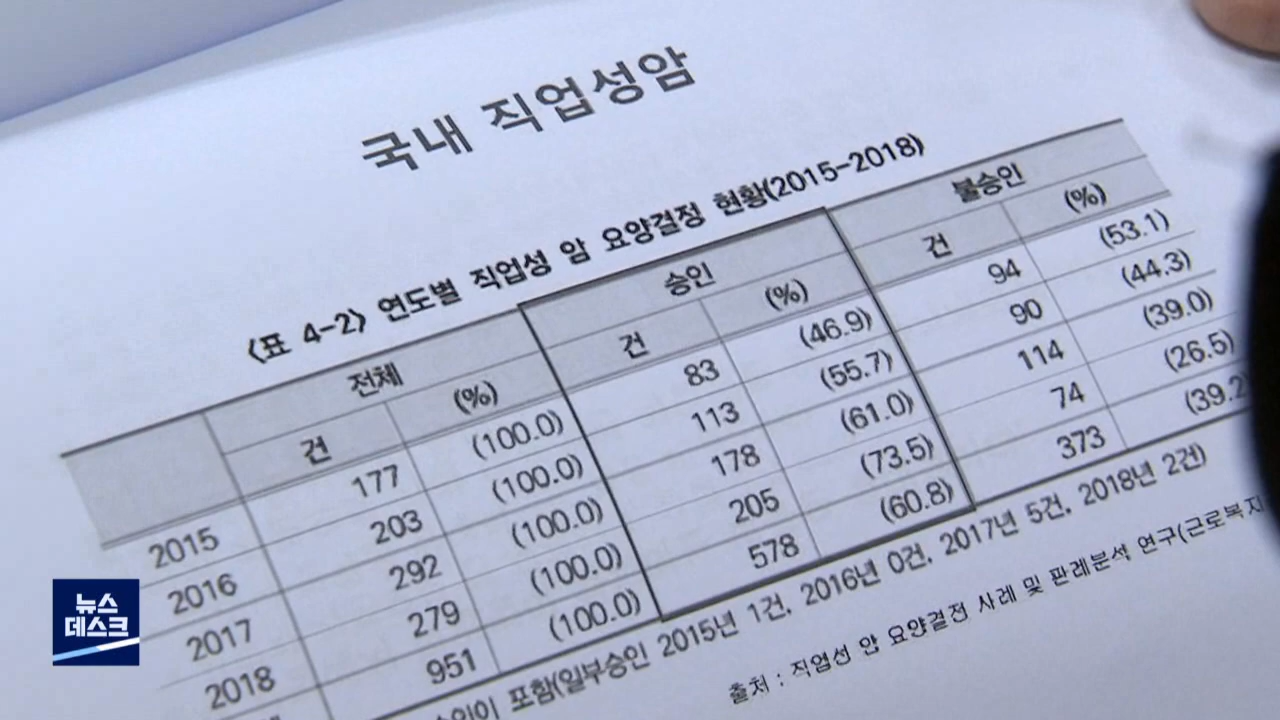 국내 직업성암
〈표 4-2〉 연도별 직업성 암 요양결정 현황(2015-2018)
전체 승인 불승인
건 (%) 건 (%) 건 (%)
2015 177 (100.0) 83 (46.9) 94 (53.1)
2016 203 (100.0) 113 (55.7) 90 (44.3)
2017 292 (100.0) 178 (61.0) 114 (39.0)
2018 279 (100.0) 205 (73.5) 74 (26.5)
951 (100.0) 578 (60.8) 373 (39.2
포함(일부승인 2015년 1건, 2016년 0건, 2017년 5건, 2018년 2건)
출처 : 직업성 암 요양결정 사례 및 판례분석 연구(근로복지
뉴스
데스크